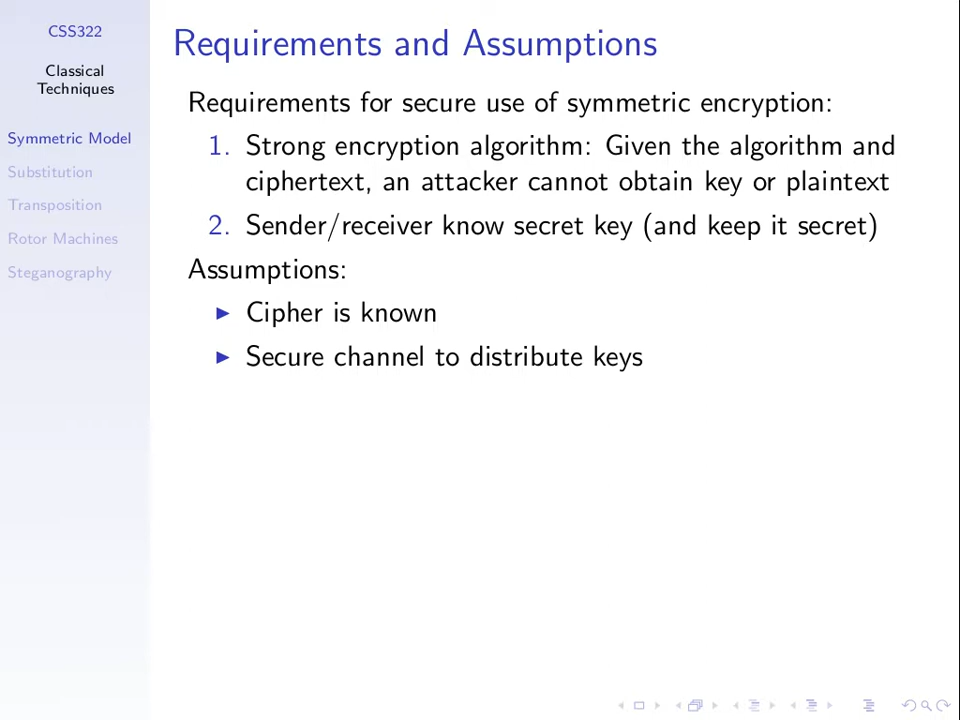 CSS322
Classical
Techniques
Symmetric Model
Substitution
Transposition
Rotor Machines
Steganography
Requirements and Assumptions
Requirements for secure use of symmetric encryption:
1. Strong encryption algorithm: Given the algorithm and
ciphertext, an attacker cannot obtain key or plaintext
2. Sender/receiver know secret key (and keep it secret)
Assumptions:
▶ Cipher is known
▶ Secure channel to distribute keys